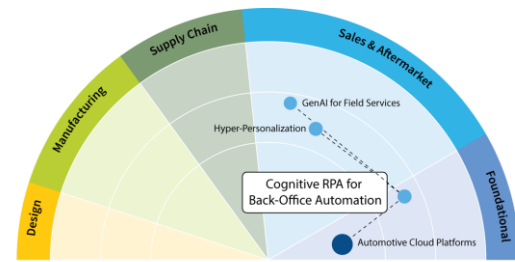 Supply Chain
Sales & Aftermarket
Manufacturing
GenAI for Field Services
Hyper-Personalization
Cognitive RPA for
Back-Office Automation
Design
Foundational
Automotive Cloud Platforms